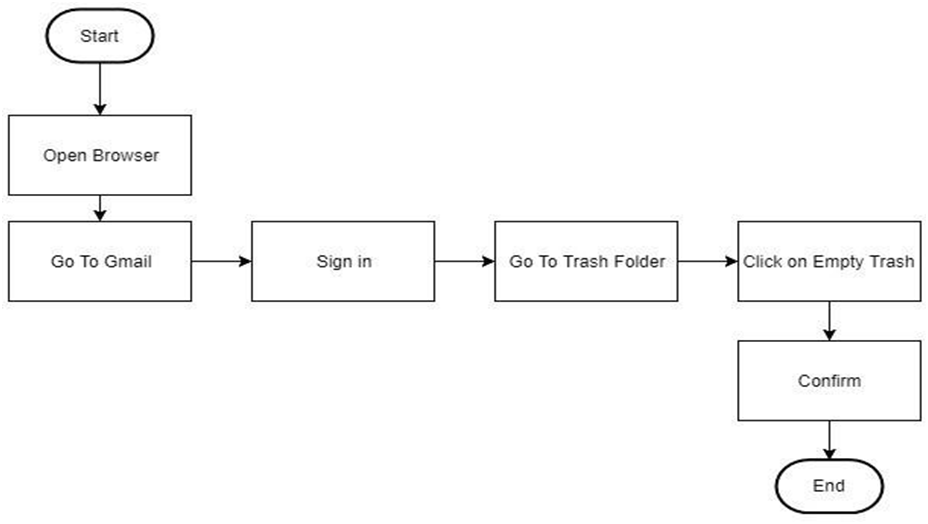 Start
Open Browser
Go To Gmail
Sign in
Go To Trash Folder
Click on Empty Trash
Confirm
End